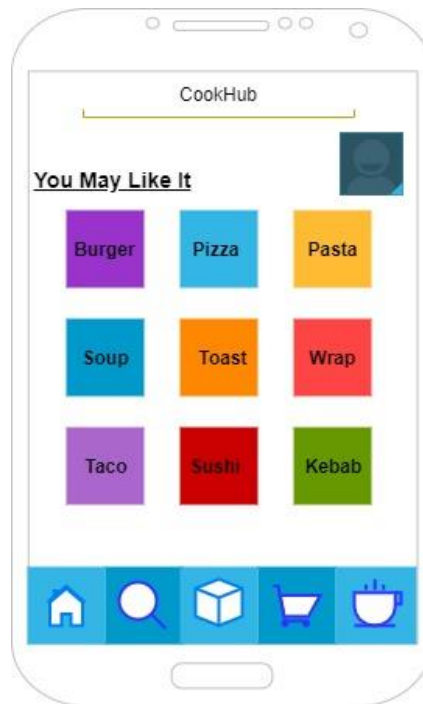 CookHub
You May Like It
Burger Pizza Pasta
Soup Toast Wrap
Taco Sushi Kebab